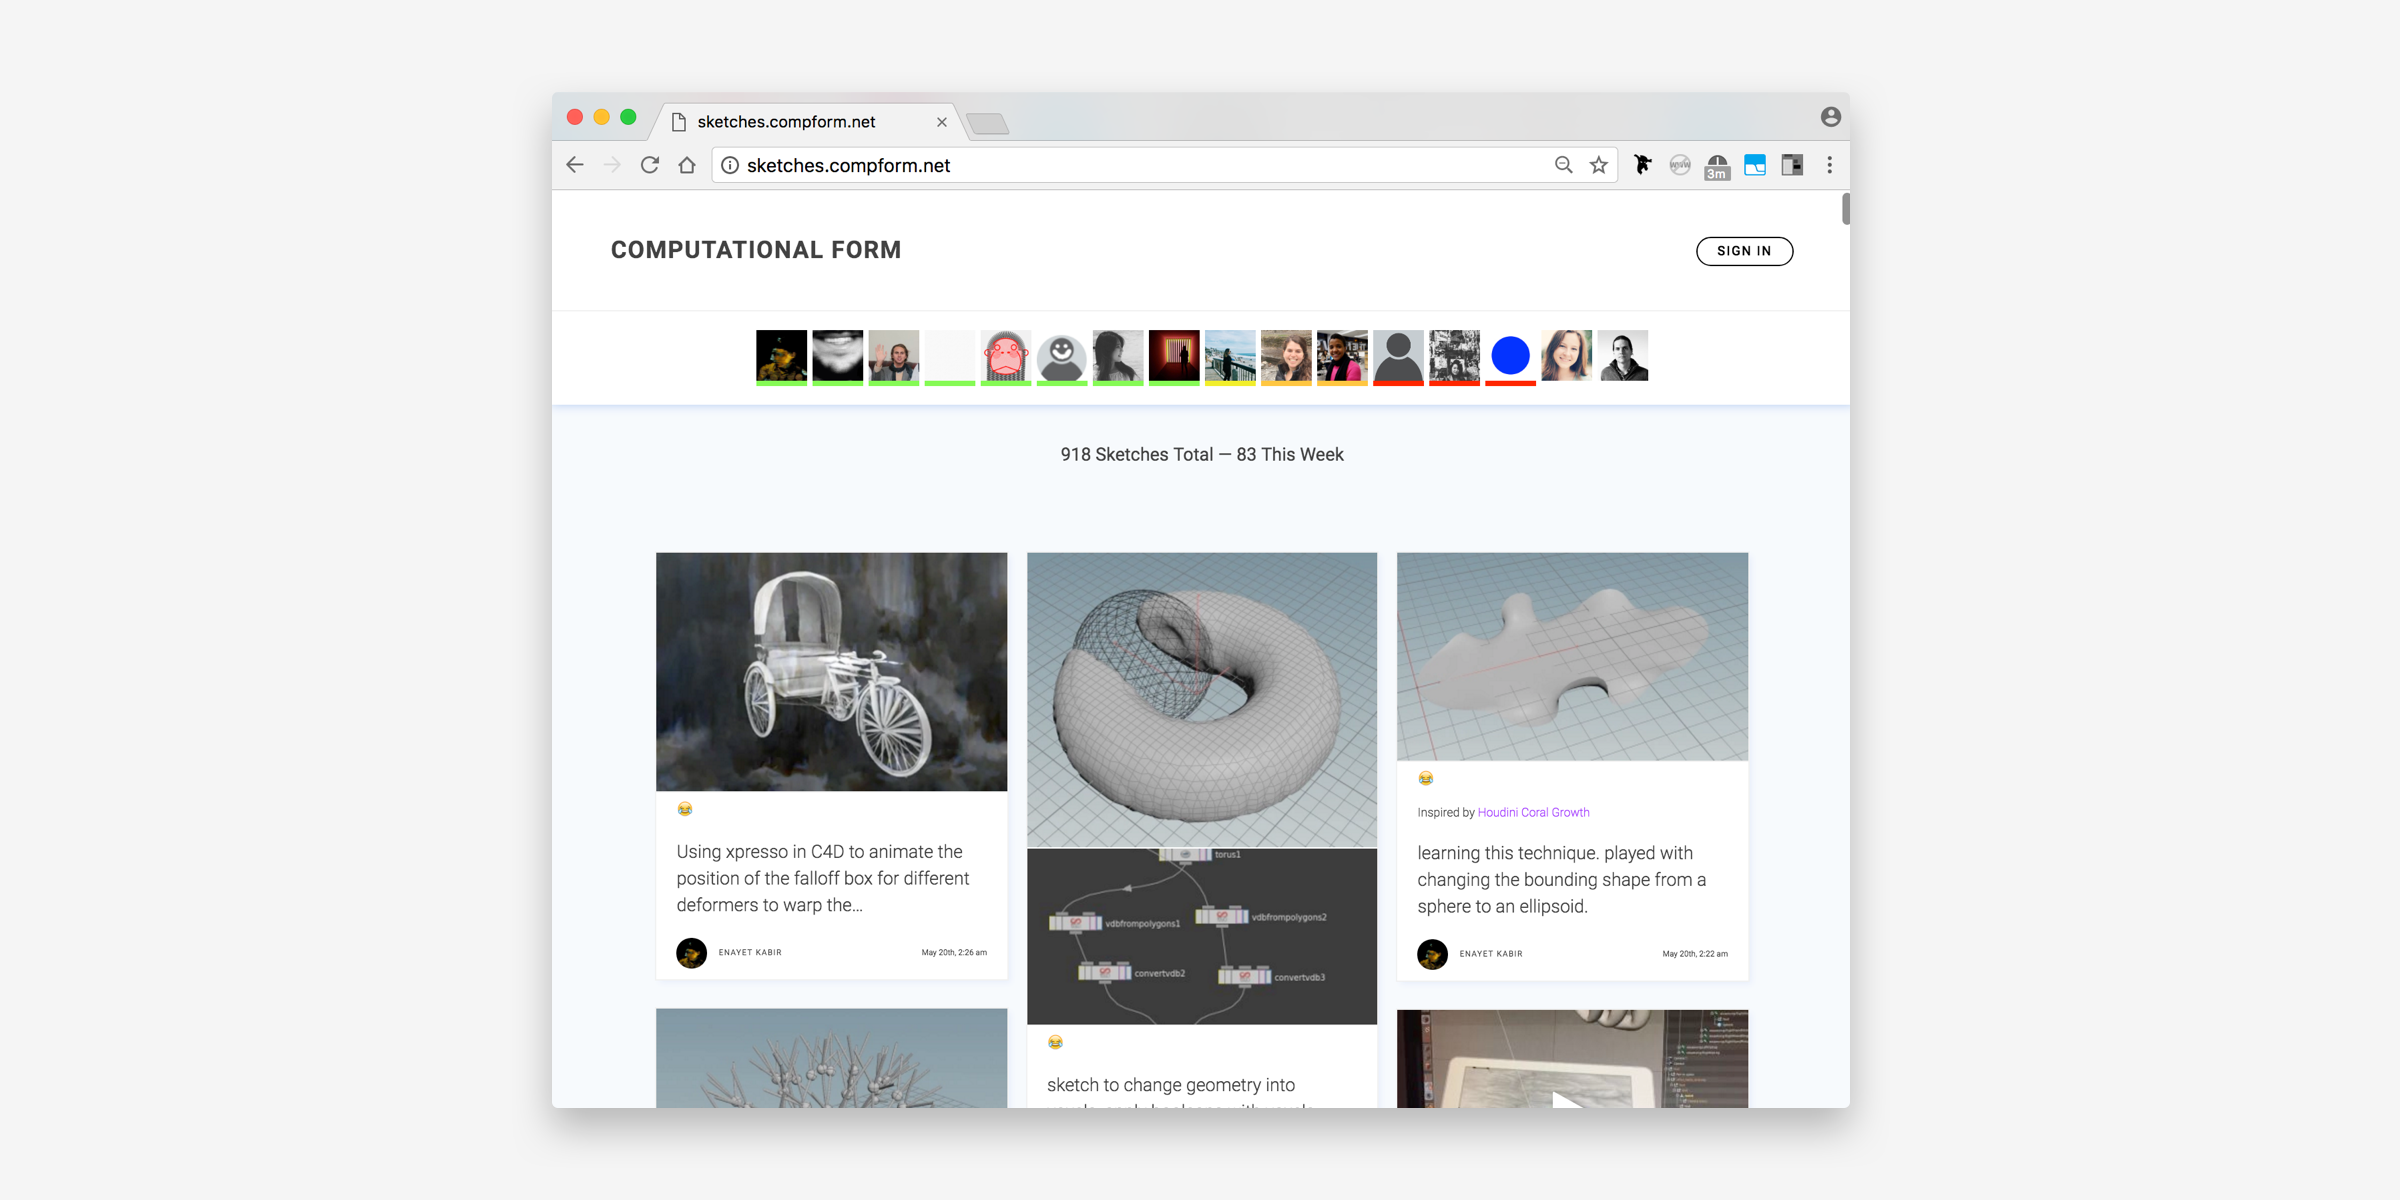 sketches.compform.net
sketches.compform.net
3m
COMPUTATIONAL FORM
SIGN IN
918 Sketches Total — 83 This Week
Using xpresso in C4D to animate the
position of the falloff box for different
deformers to warp the...
ENAYET KABIR
May 20th, 2:26 am
torus1
vdbfrompolygons1
vdbfrompolygons2
convertvdb2
convertvdb3
sketch to change geometry into
Inspired by Houdini Coral Growth
learning this technique. played with
changing the bounding shape from a
sphere to an ellipsoid.
ENAYET KABIR
May 20th, 2:22 am